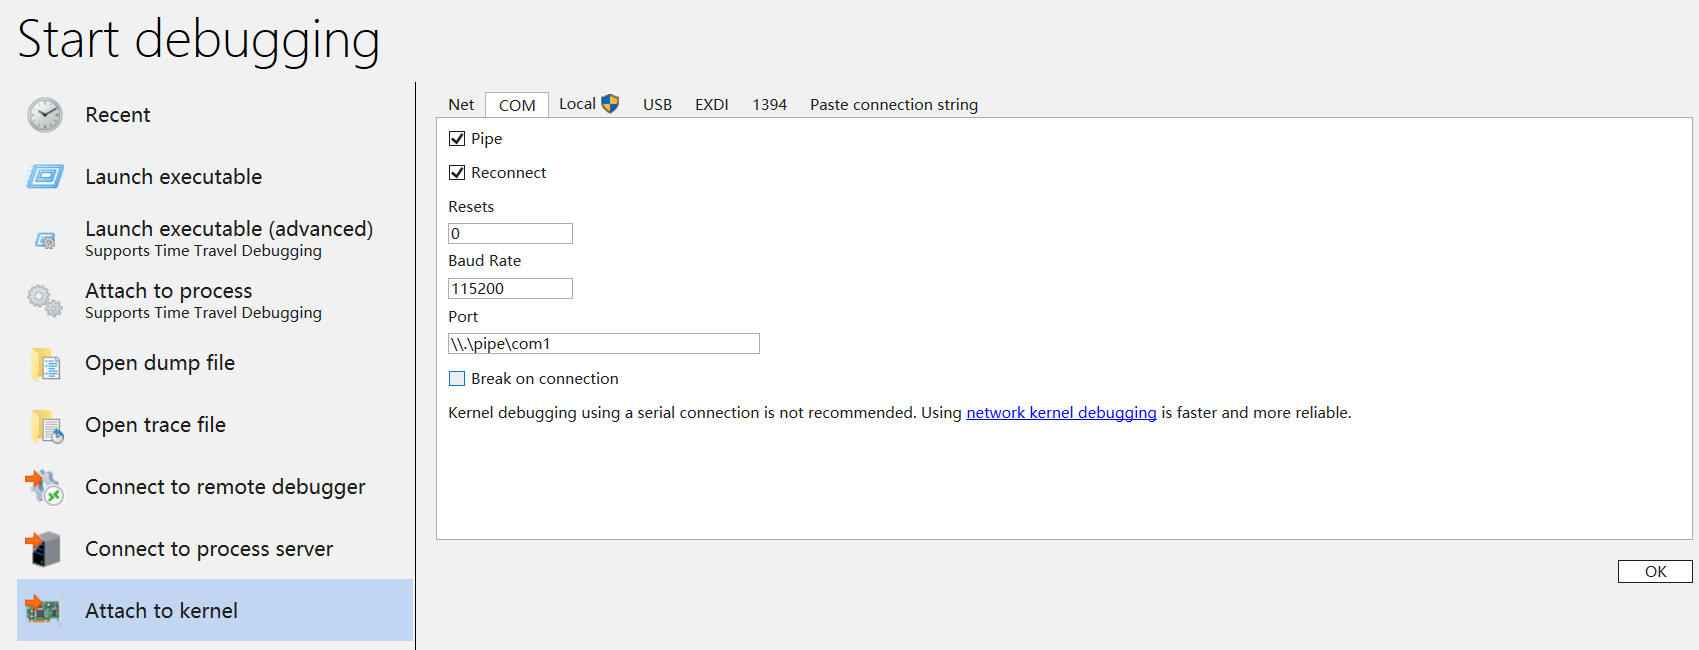 Start debugging
Recent
Launch executable
Launch executable (advanced)
Supports Time Travel Debugging
Attach to process
Supports Time Travel Debugging
Open dump file
Open trace file
Connect to remote debugger
Connect to process server
Attach to kernel
Net COM Local USB EXDI 1394 Paste connection string
Pipe
Reconnect
Resets
0
Baud Rate
115200
Port
\\.\pipe\com1
Break on connection
Kernel debugging using a serial connection is not recommended. Using network kernel debugging is faster and more reliable.
OK